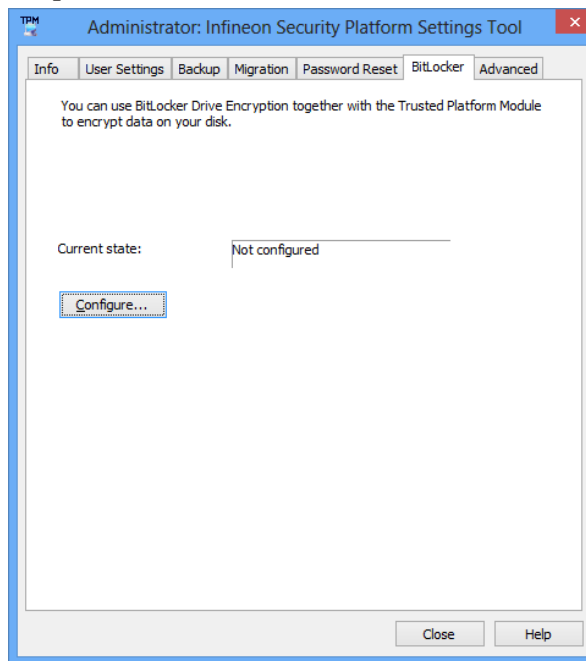 TPM
Administrator: Infineon Security Platform Settings Tool
Info User Settings Backup Migration Password Reset BitLocker Advanced
You can use BitLocker Drive Encryption together with the Trusted Platform Module
to encrypt data on your disk.
Current state: Not configured
Configure...
Close Help